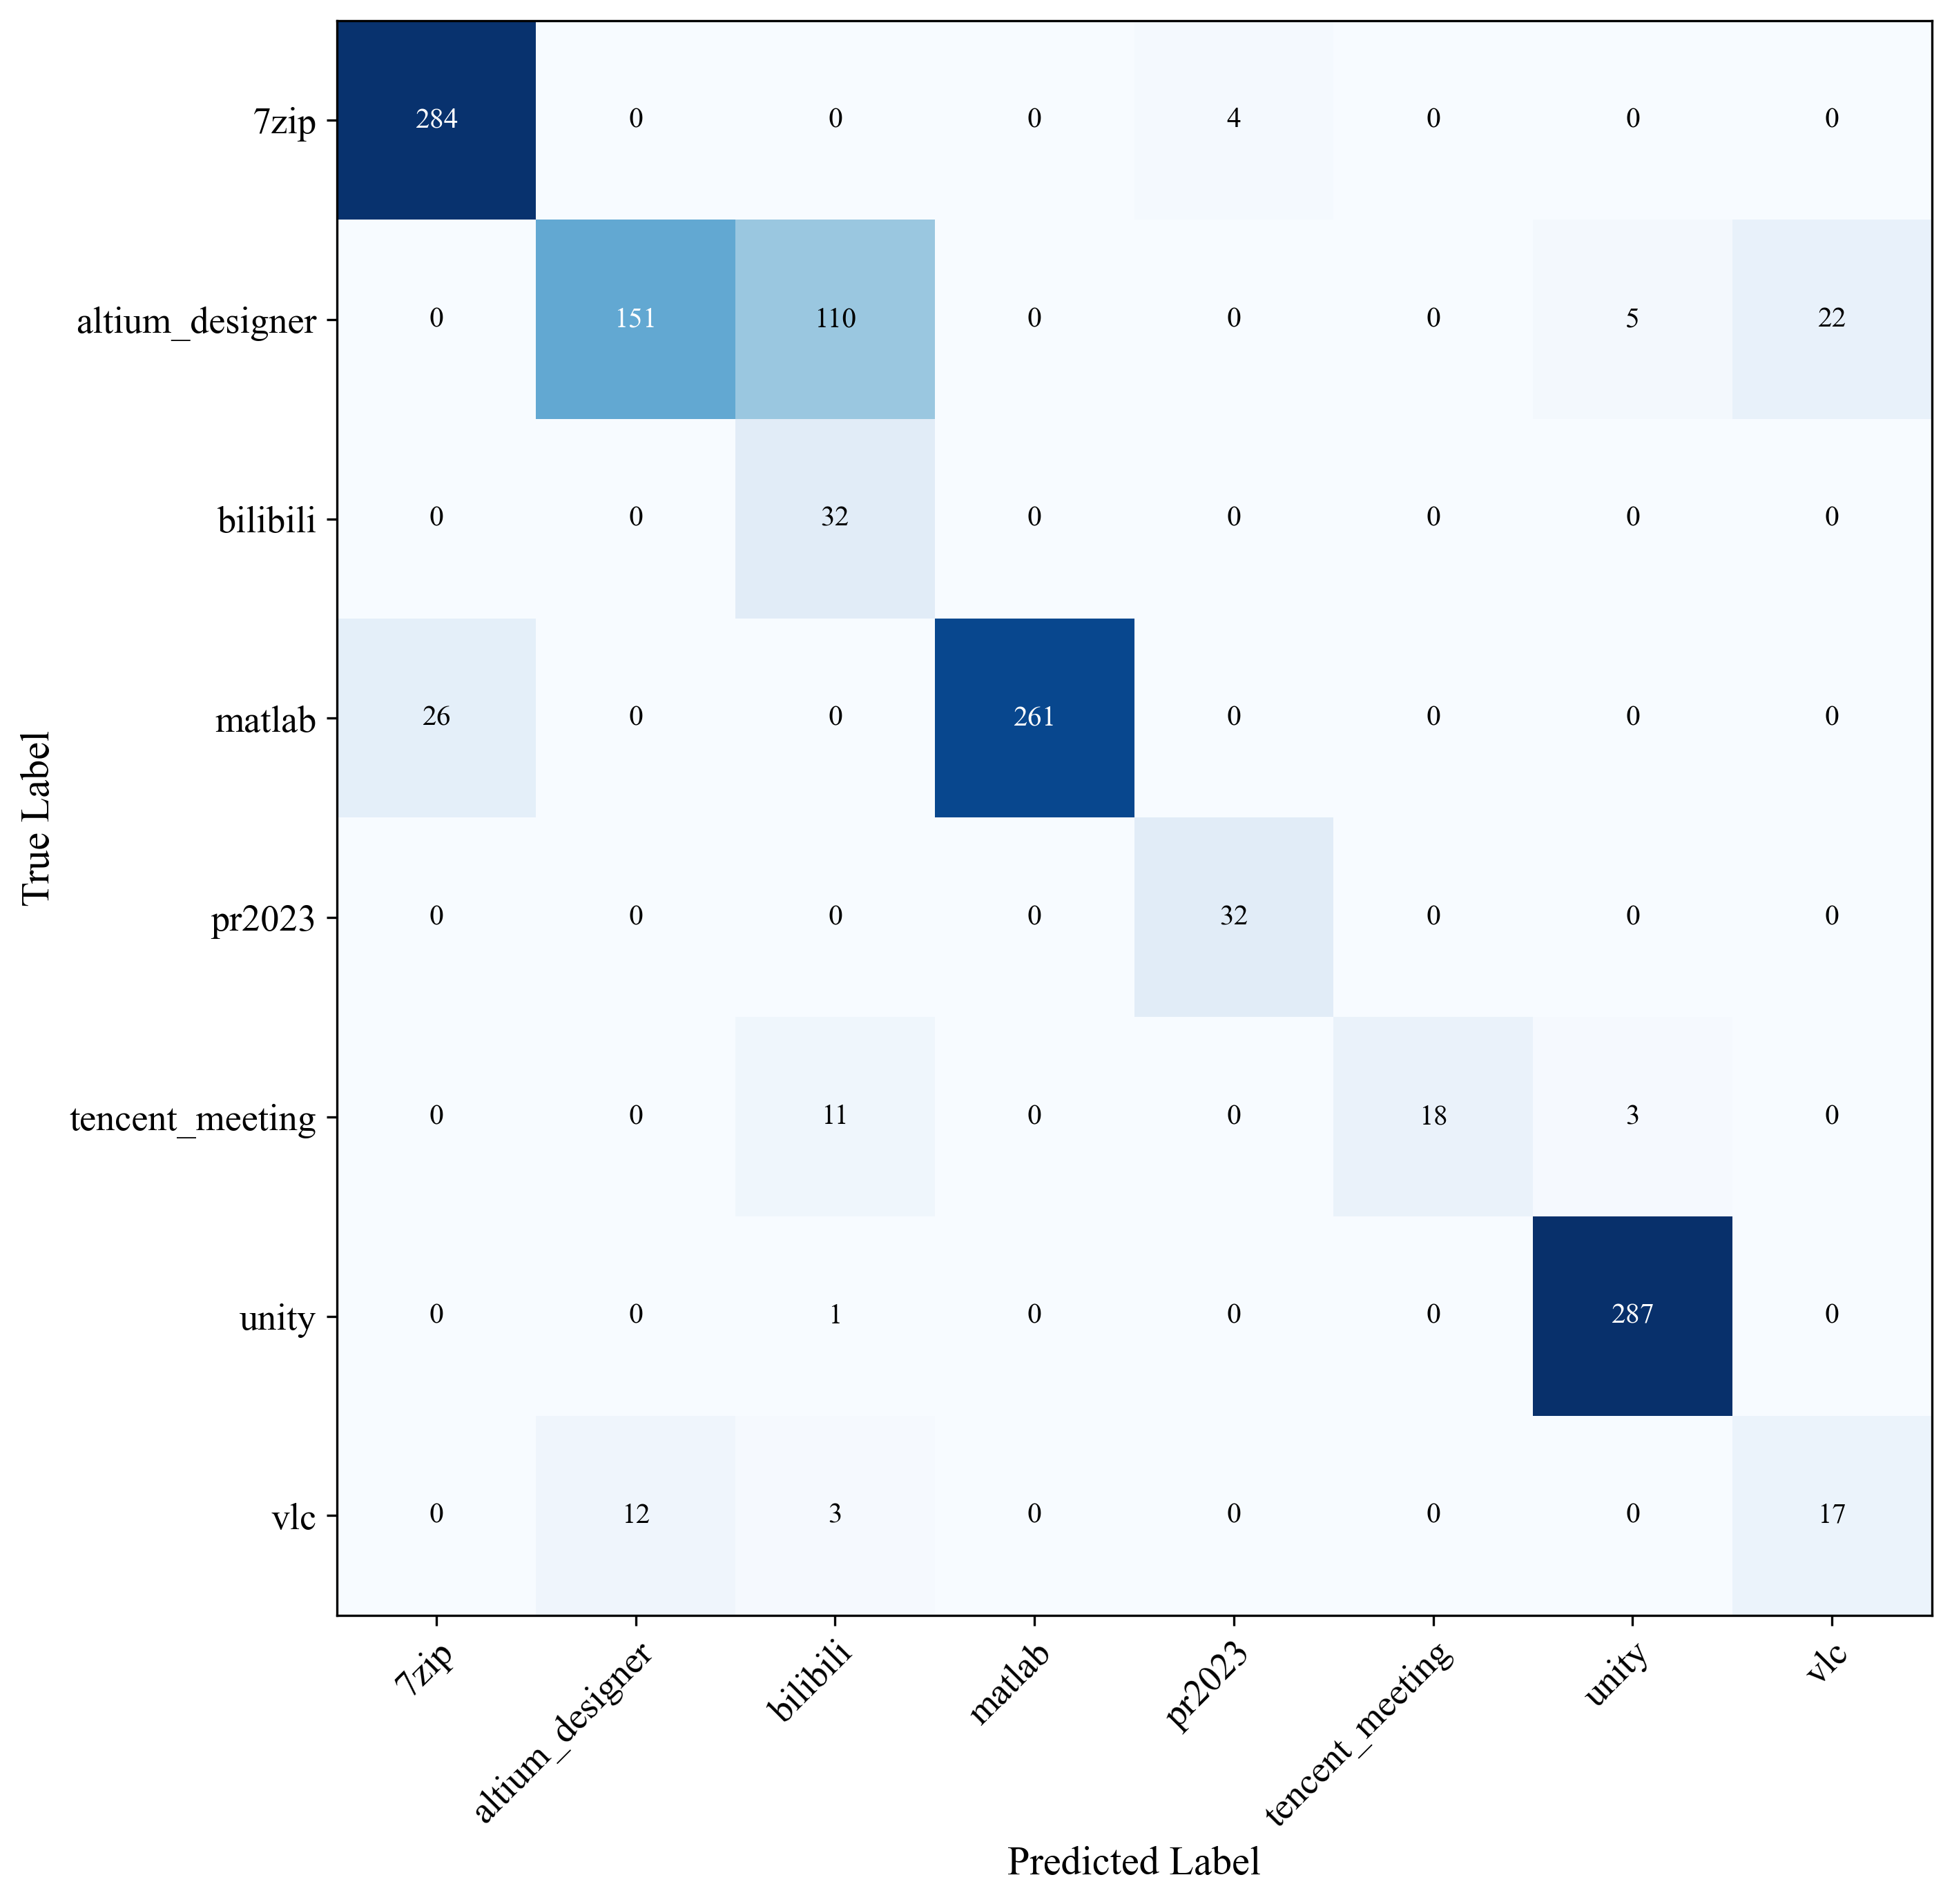 True Label
7zip 284 0 0 0 4 0 0 0
altium_designer 0 151 110 0 0 0 5 22
bilibili 0 0 32 0 0 0 0 0
matlab 26 0 0 261 0 0 0 0
pr2023 0 0 0 0 32 0 0 0
tencent_meeting 0 0 11 0 0 18 3 0
unity 0 0 1 0 0 0 287 0
vlc 0 12 3 0 0 0 0 17
7zip altium_designer bilibili matlab pr2023 tencent_meeting unity vlc
Predicted Label